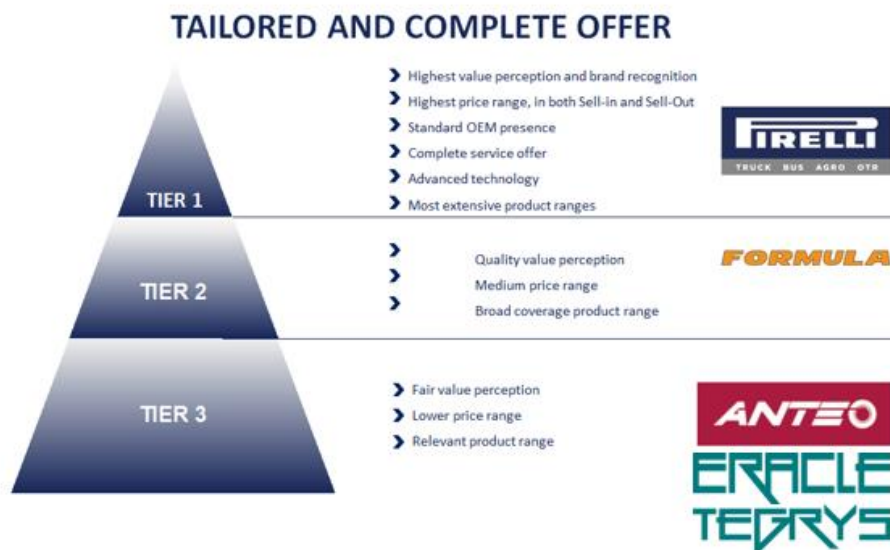 TAILORED AND COMPLETE OFFER
Highest value perception and brand recognition
Highest price range, in both Sell-in and Sell-Out
Standard OEM presence
Complete service offer
Advanced technology
Most extensive product ranges
TIER 1
PIRELLI
TRUCK BUS AGRO OTR
Quality value perception
Medium price range
Broad coverage product range
TIER 2
FORMULA
Fair value perception
Lower price range
Relevant product range
TIER 3
ANTEO
ERACLE
TEGRYS